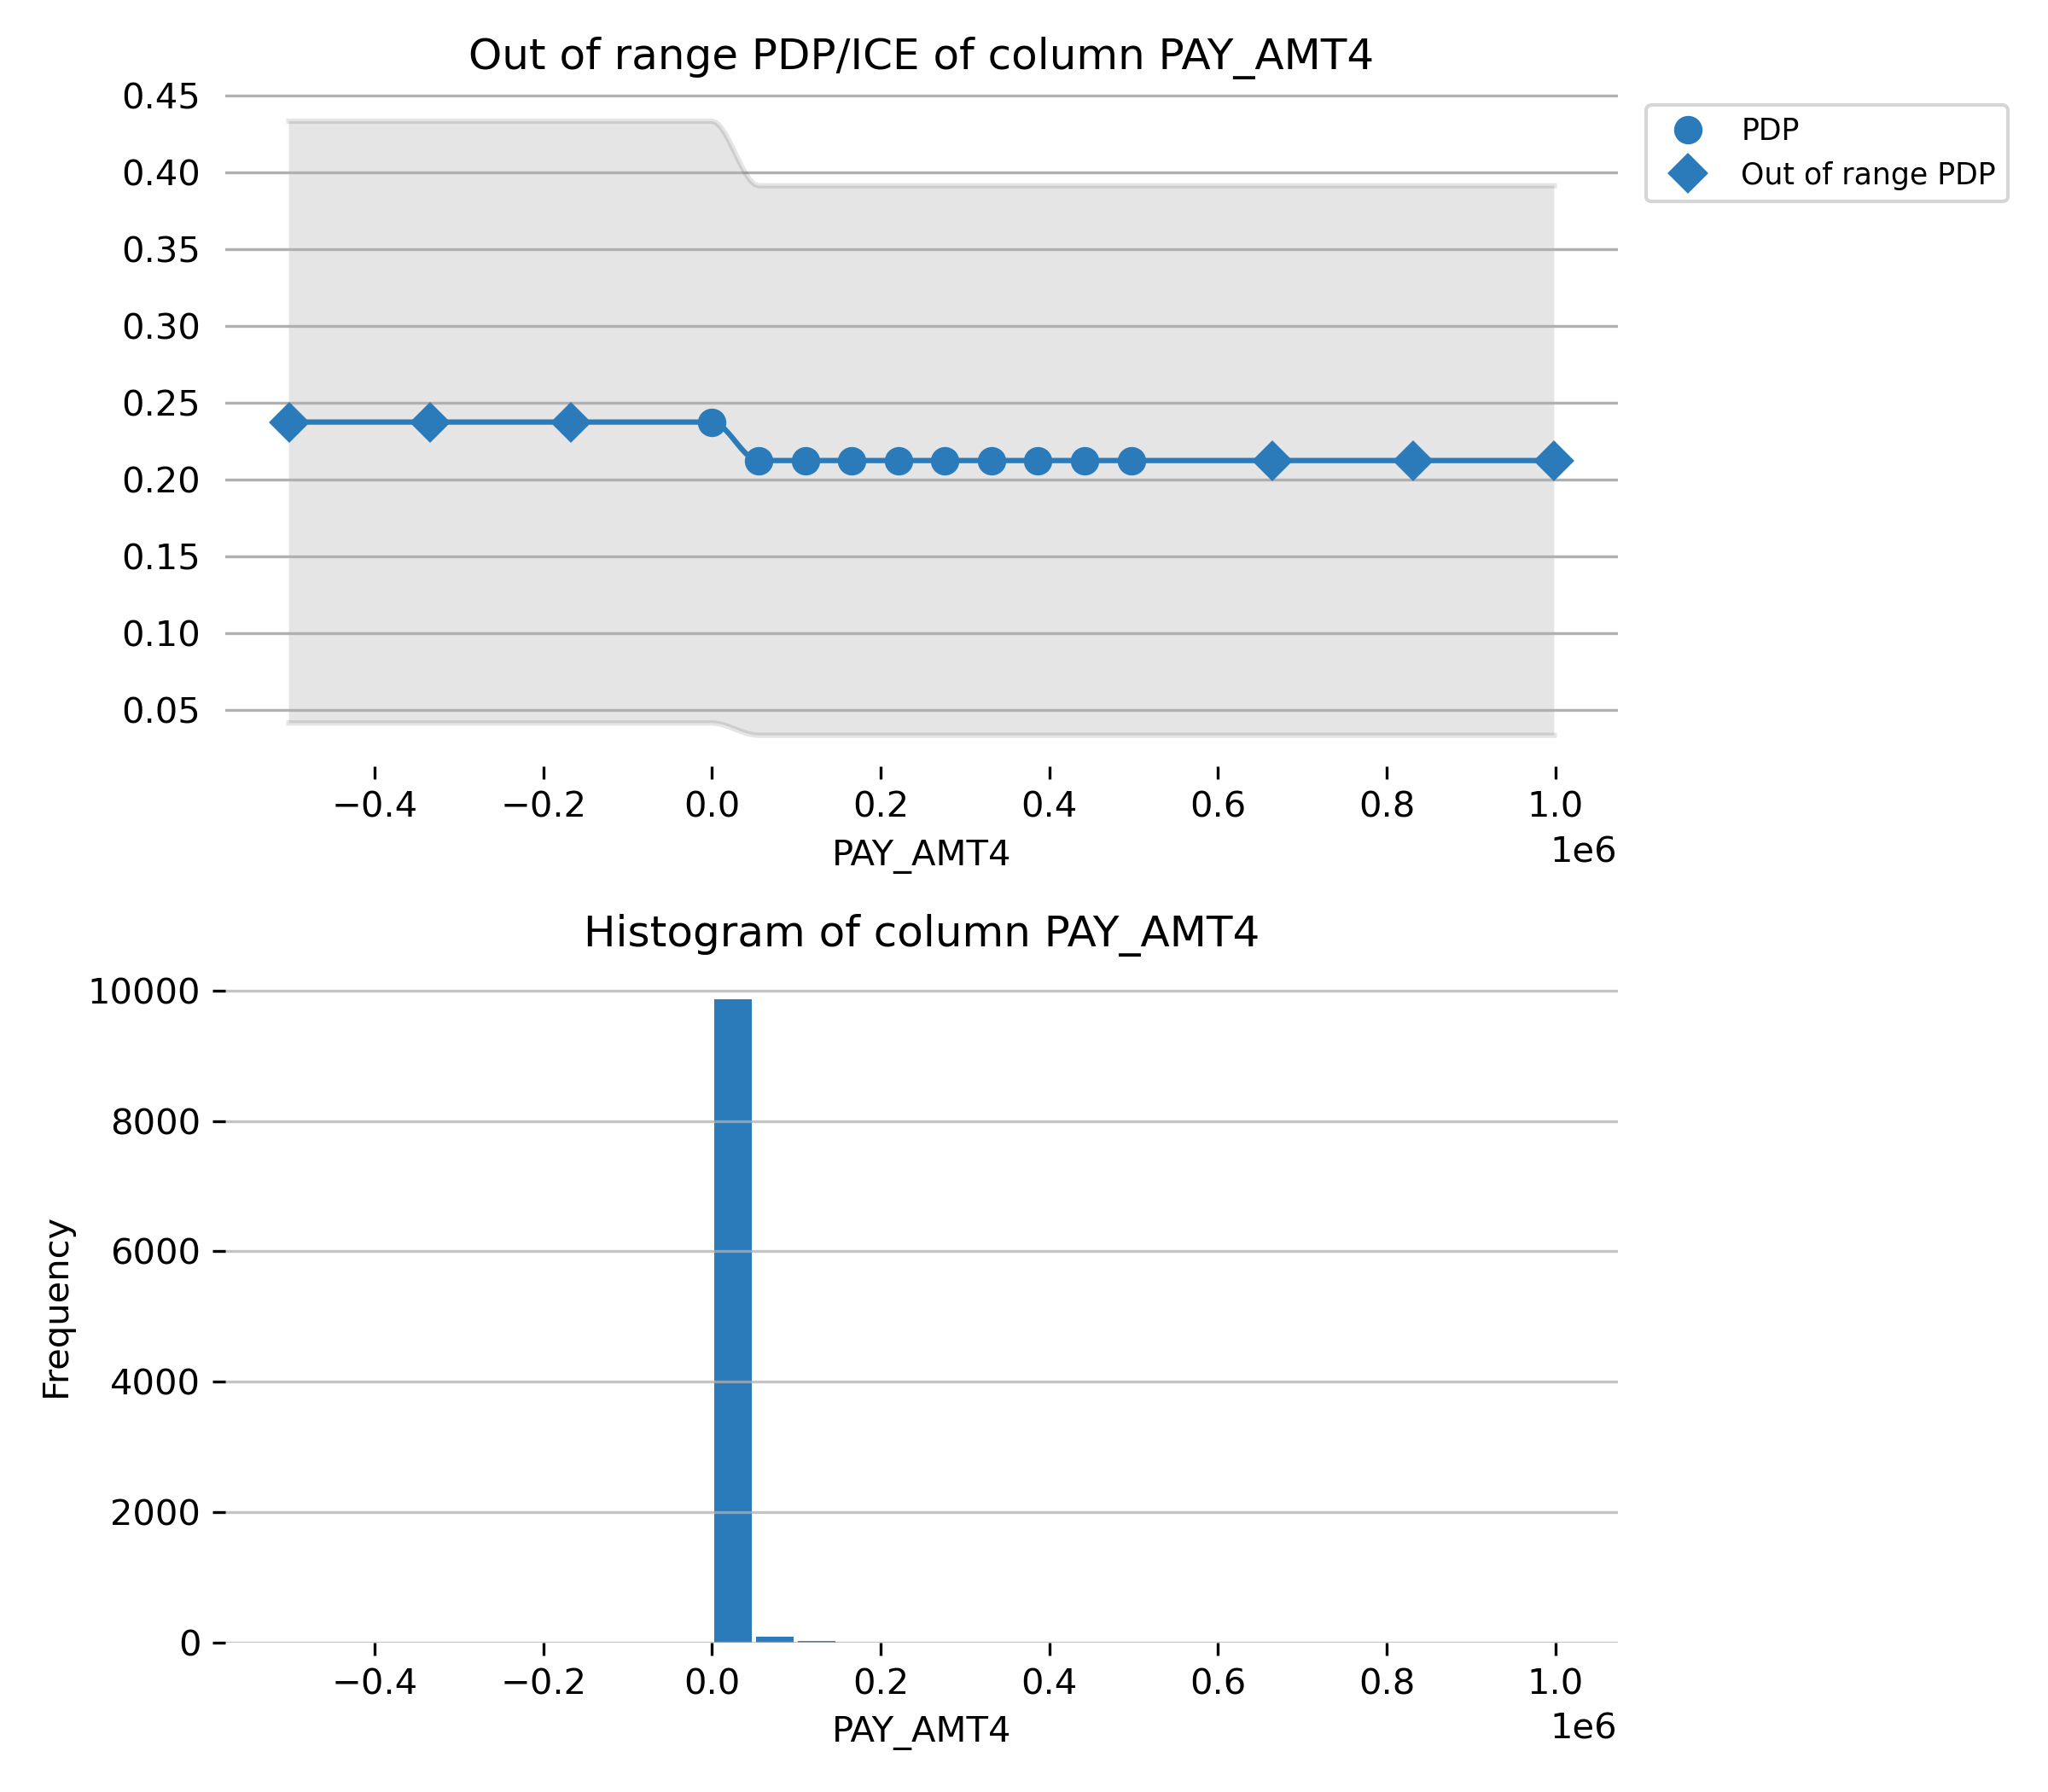 Out of range PDP/ICE of column PAY_AMT4
0.45
0.40
0.35
0.30
0.25
0.20
0.15
0.10
0.05
PDP
Out of range PDP
−0.4 −0.2 0.0 0.2 0.4 0.6 0.8 1.0
1e6
PAY_AMT4
Histogram of column PAY_AMT4
10000
8000
6000
4000
2000
0
Frequency
−0.4 −0.2 0.0 0.2 0.4 0.6 0.8 1.0
1e6
PAY_AMT4